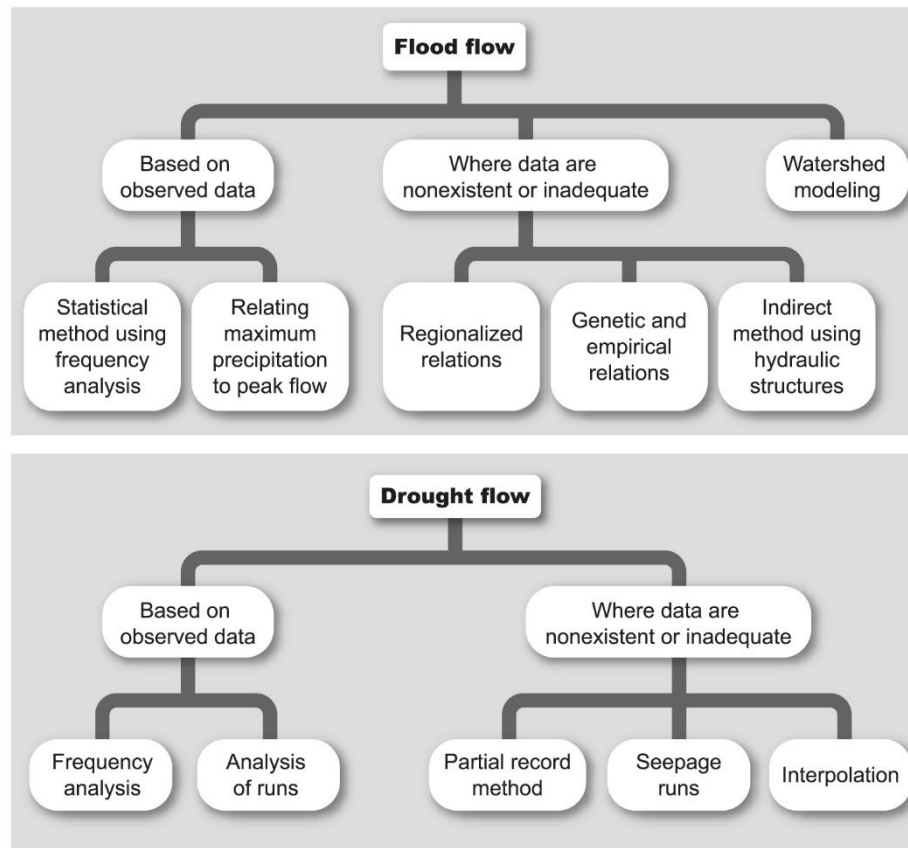 Flood flow
Based on
observed data
Where data are
nonexistent or inadequate
Watershed
modeling
Statistical
method using
frequency
analysis
Relating
maximum
precipitation
to peak flow
Regionalized
relations
Genetic and
empirical
relations
Indirect
method using
hydraulic
structures
Drought flow
Based on
observed data
Where data are
nonexistent or inadequate
Frequency
analysis
Analysis
of runs
Partial record
method
Seepage
runs
Interpolation